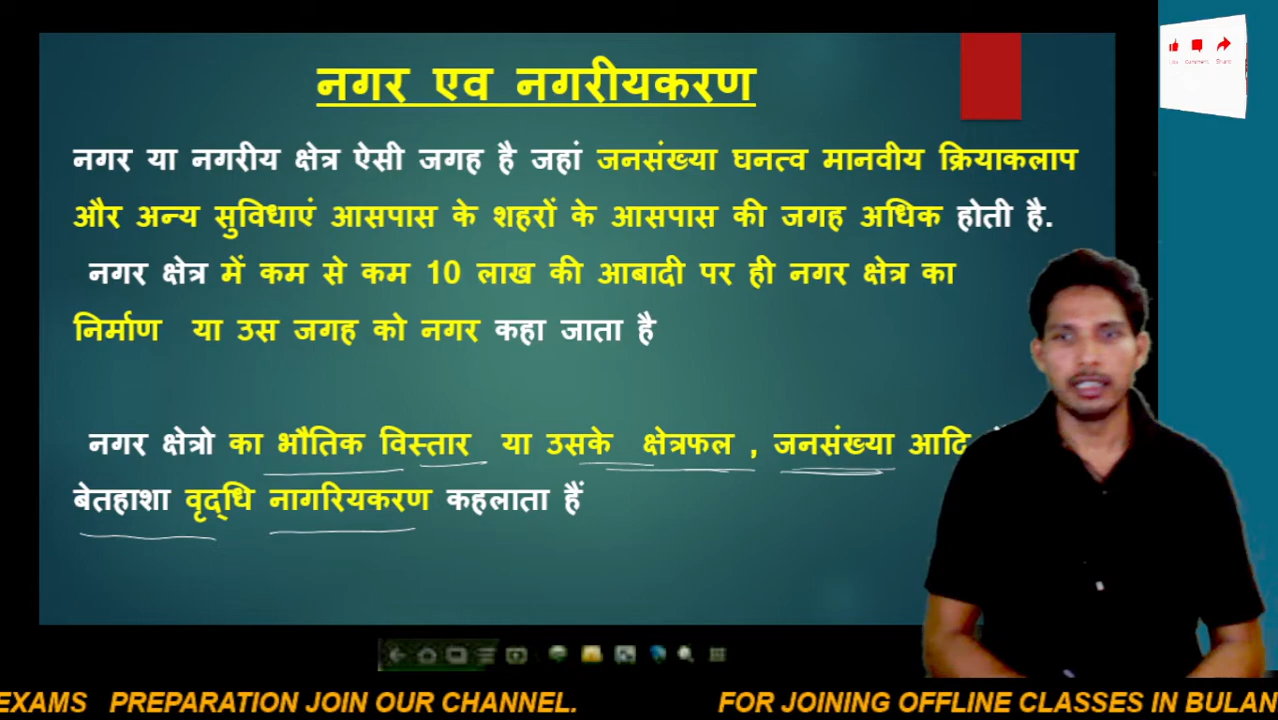 नगर एव नगरीयकरण
नगर या नगरीय क्षेत्र ऐसी जगह है जहां जनसंख्या घनत्व मानवीय क्रियाकलाप
और अन्य सुविधाएं आसपास के शहरों के आसपास की जगह अधिक होती है.
नगर क्षेत्र में कम से कम 10 लाख की आबादी पर ही नगर क्षेत्र का
निर्माण या उस जगह को नगर कहा जाता है
नगर क्षेत्रो का भौतिक विस्तार या उसके क्षेत्रफल , जनसंख्या आदि
बेतहाशा वृद्धि नागरियकरण कहलाता हैं
EXAMS PREPARATION JOIN OUR CHANNEL. FOR JOINING OFFLINE CLASSES IN BULAN